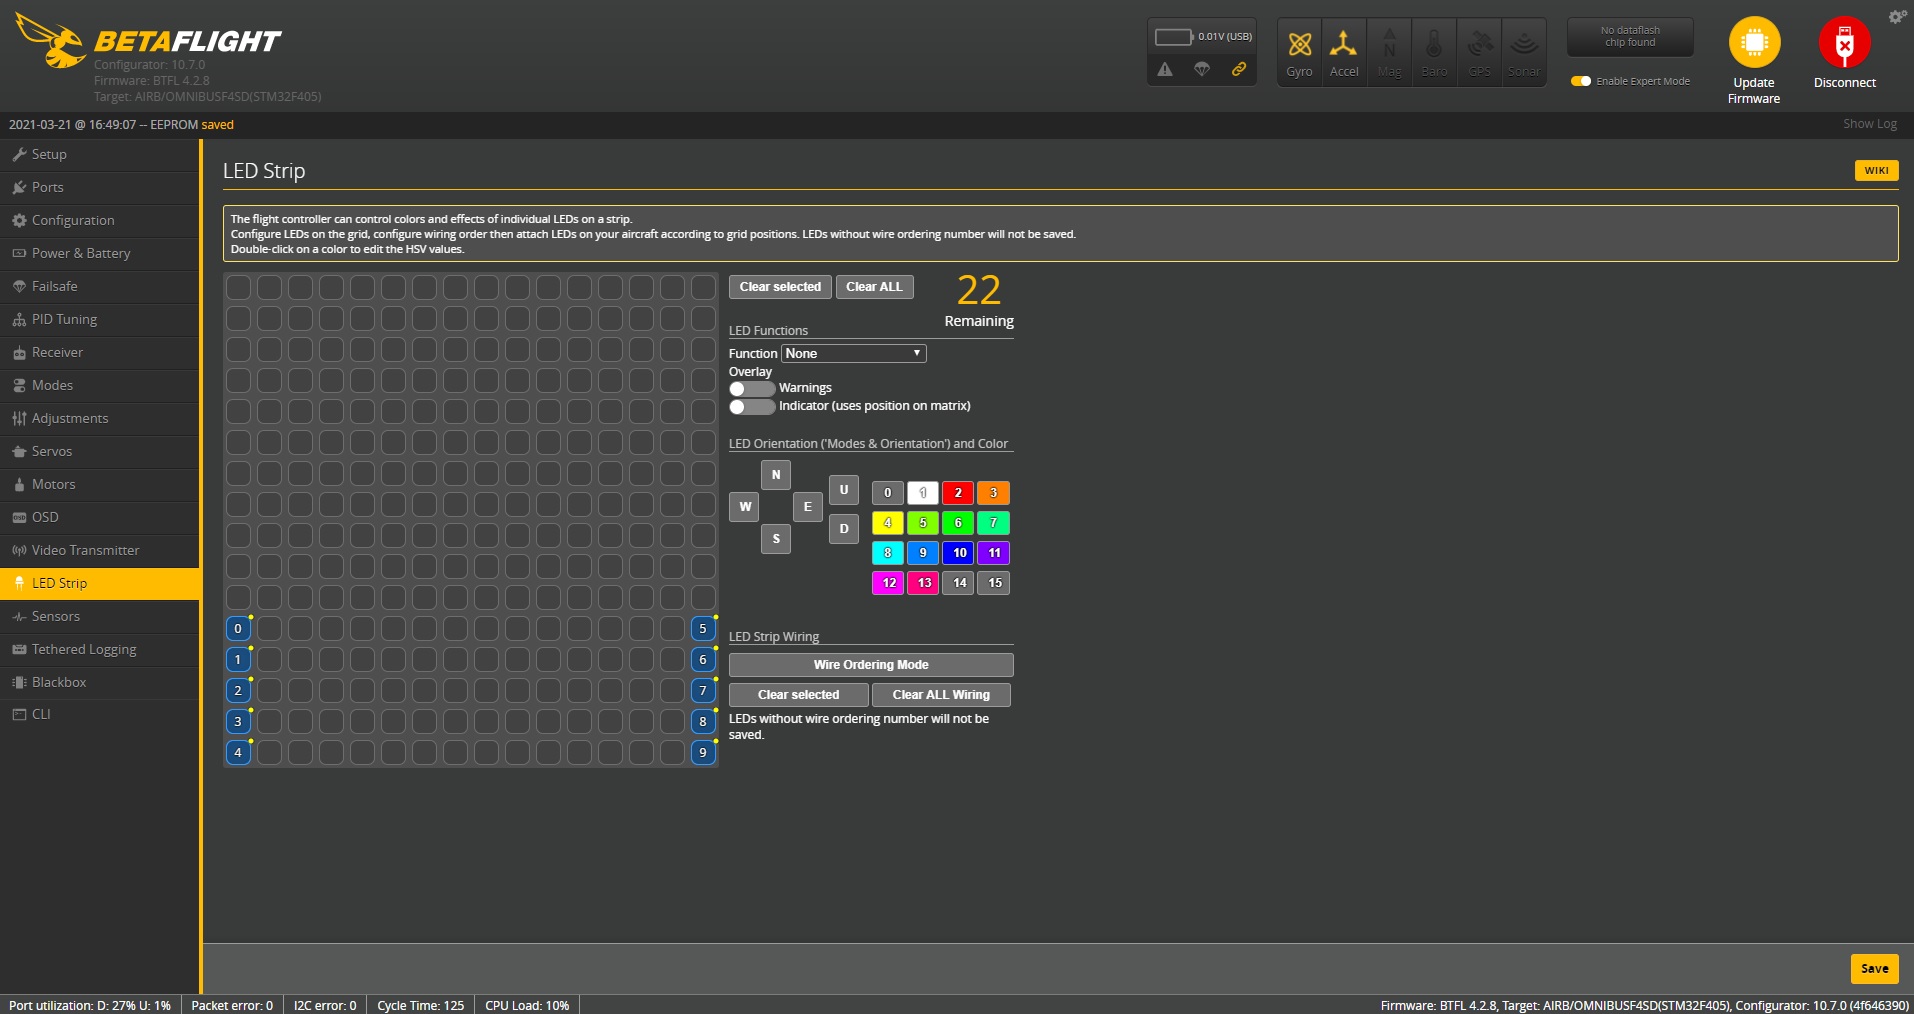 BETAFLIGHT
Configurator: 10.7.0
Firmware: BTFL 4.2.8
Target: AIRB/OMNIBUSF4SD(STM32F405)
0.01V (USB)
Gyro
Accel
Mag
Baro
GPS
Sonar
No dataflash
chip found
Enable Expert Mode
Update
Firmware
Disconnect
2021-03-21 @ 16:49:07 -- EEPROM saved
Show Log
Setup
Ports
Configuration
Power & Battery
Failsafe
PID Tuning
Receiver
Modes
Adjustments
Servos
Motors
OSD
OSD
Video Transmitter
LED Strip
Sensors
Tethered Logging
Blackbox
CLI
LED Strip
WIKI
The flight controller can control colors and effects of individual LEDs on a strip.
Configure LEDs on the grid, configure wiring order then attach LEDs on your aircraft according to grid positions. LEDs without wire ordering number will not be saved.
Double-click on a color to edit the HSV values.
0 5
1 6
2 7
3 8
4 9
Clear selected
Clear ALL
22
Remaining
LED Functions
Function None
Overlay
Warnings
Indicator (uses position on matrix)
LED Orientation ('Modes & Orientation') and Color
N
W E
S
U
D
0 1 2 3
4 5 6 7
8 9 10 11
12 13 14 15
LED Strip Wiring
Wire Ordering Mode
Clear selected
Clear ALL Wiring
LEDs without wire ordering number will not be
saved.
Save
Port utilization: D: 27% U: 1%
Packet error: 0
I2C error: 0
Cycle Time: 125
CPU Load: 10%
Firmware: BTFL 4.2.8, Target: AIRB/OMNIBUSF4SD(STM32F405), Configurator: 10.7.0 (4f646390)